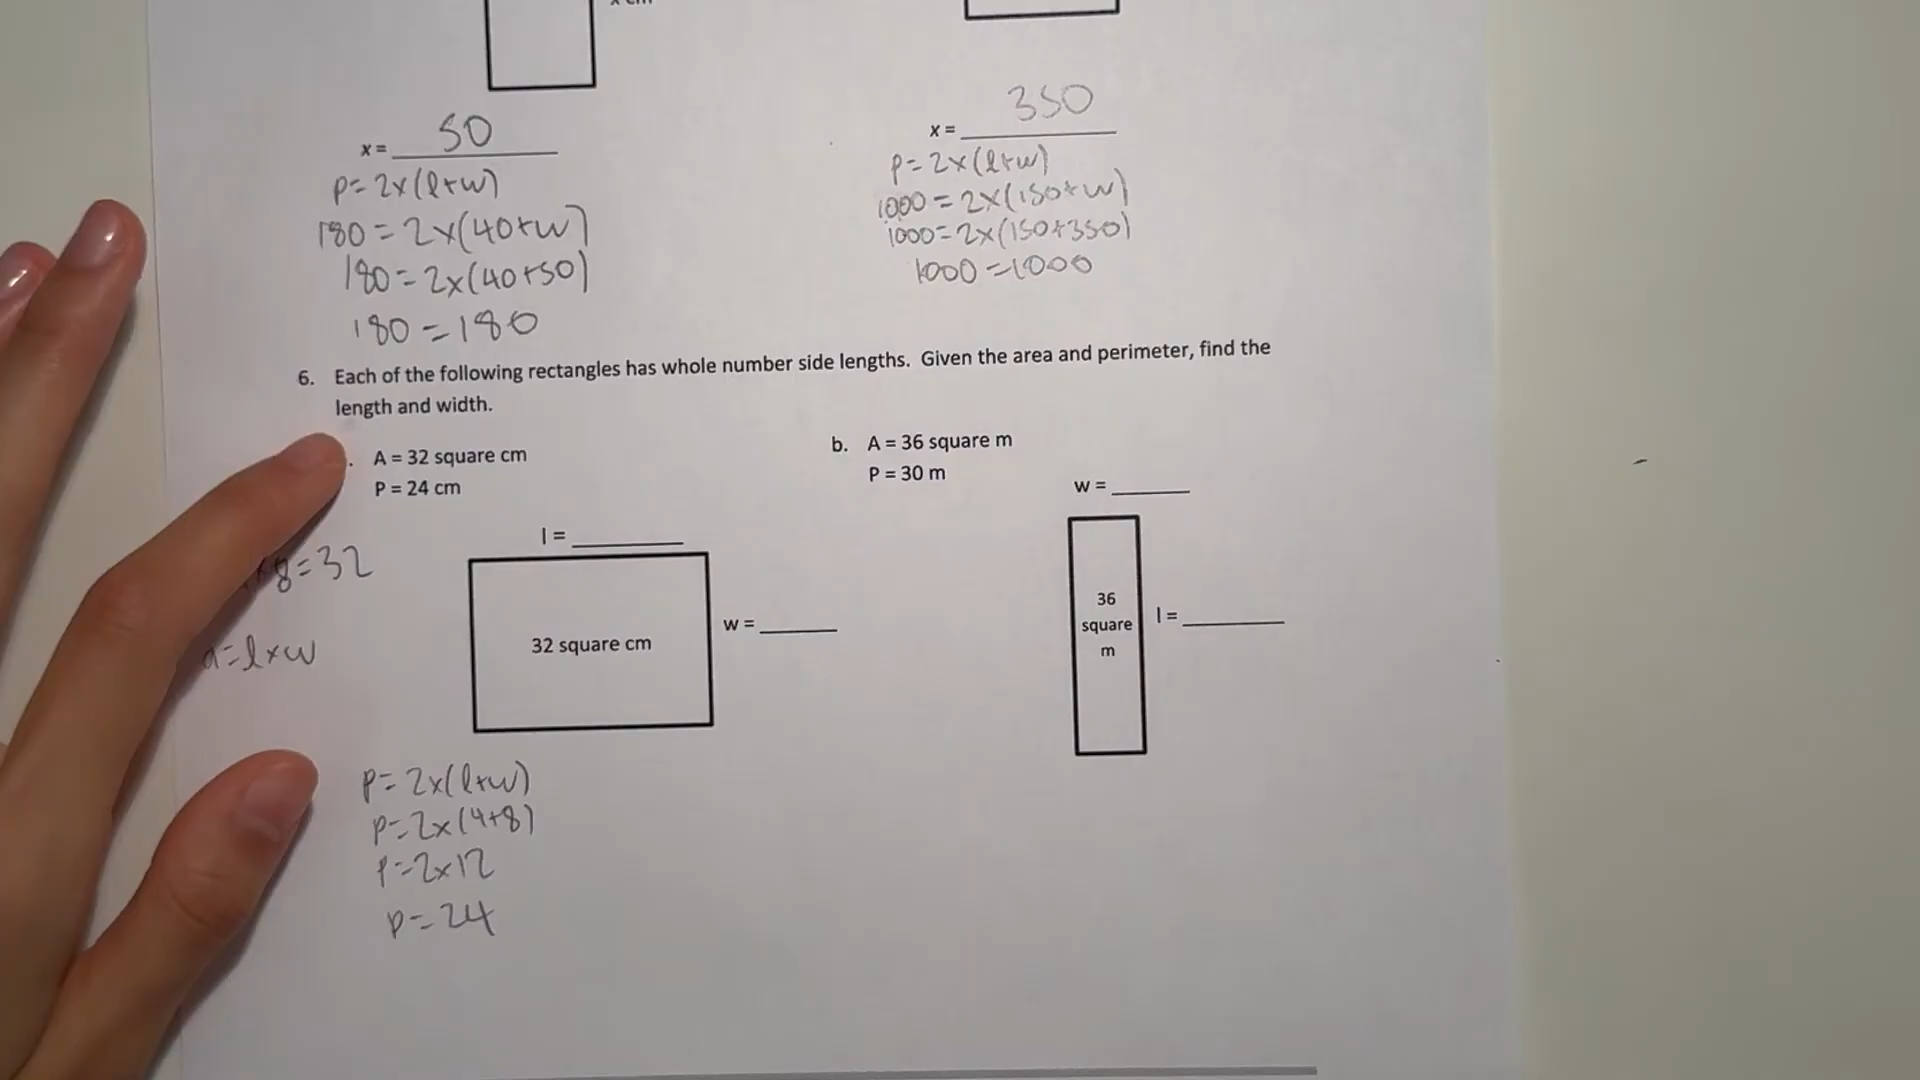 x = 50
p=2x(l+w)
180=2x(40+w)
180=2x(40+50)
180=180
x = 350
p=2x(l+w)
1000=2x(150+w)
1000=2x(150+350)
1000=1000
6. Each of the following rectangles has whole number side lengths. Given the area and perimeter, find the
length and width.
A = 32 square cm
P = 24 cm
l =
32 square cm
w =
x8=32
a=lxw
p=2x(l+w)
p=2x(4+8)
p=2x12
p=24
b. A = 36 square m
P = 30 m
w =
36
square
m
l =